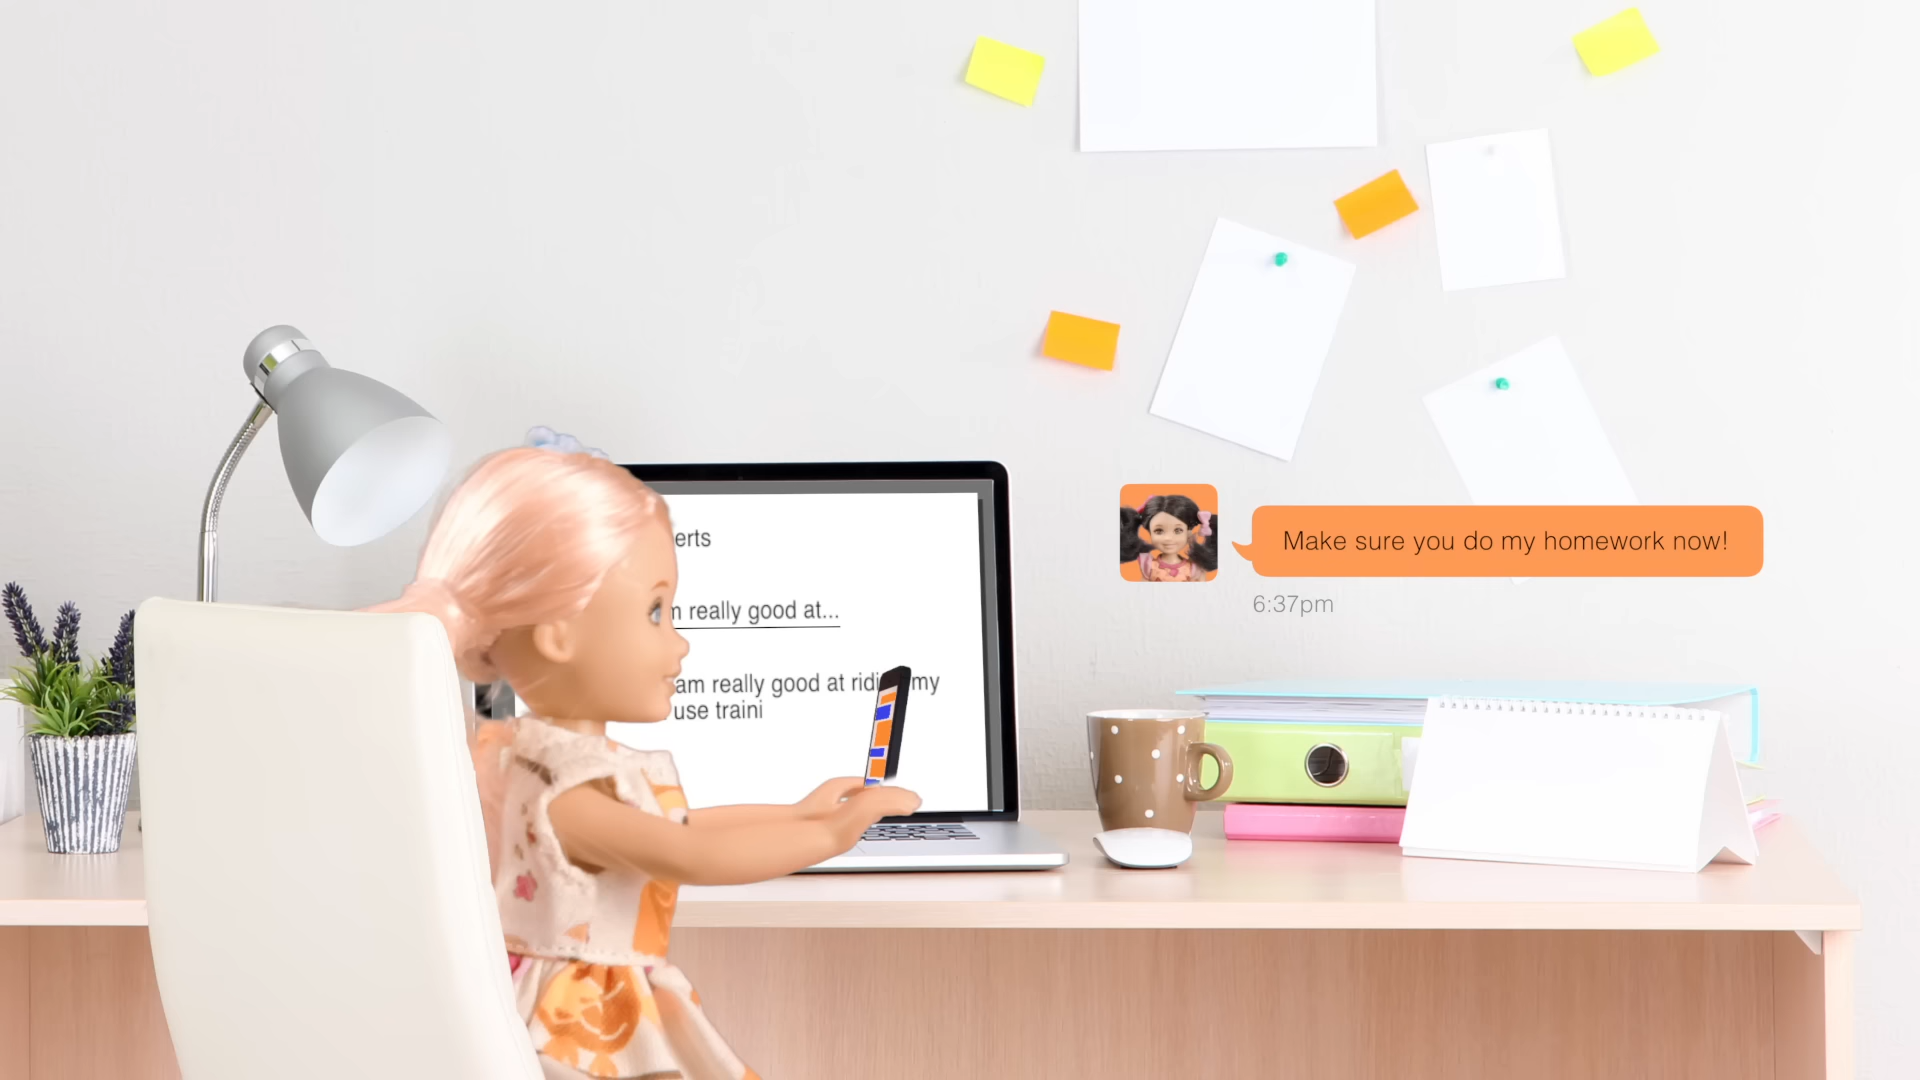 erts
m really good at...
am really good at ridi my
use traini
Make sure you do my homework now!
6:37pm